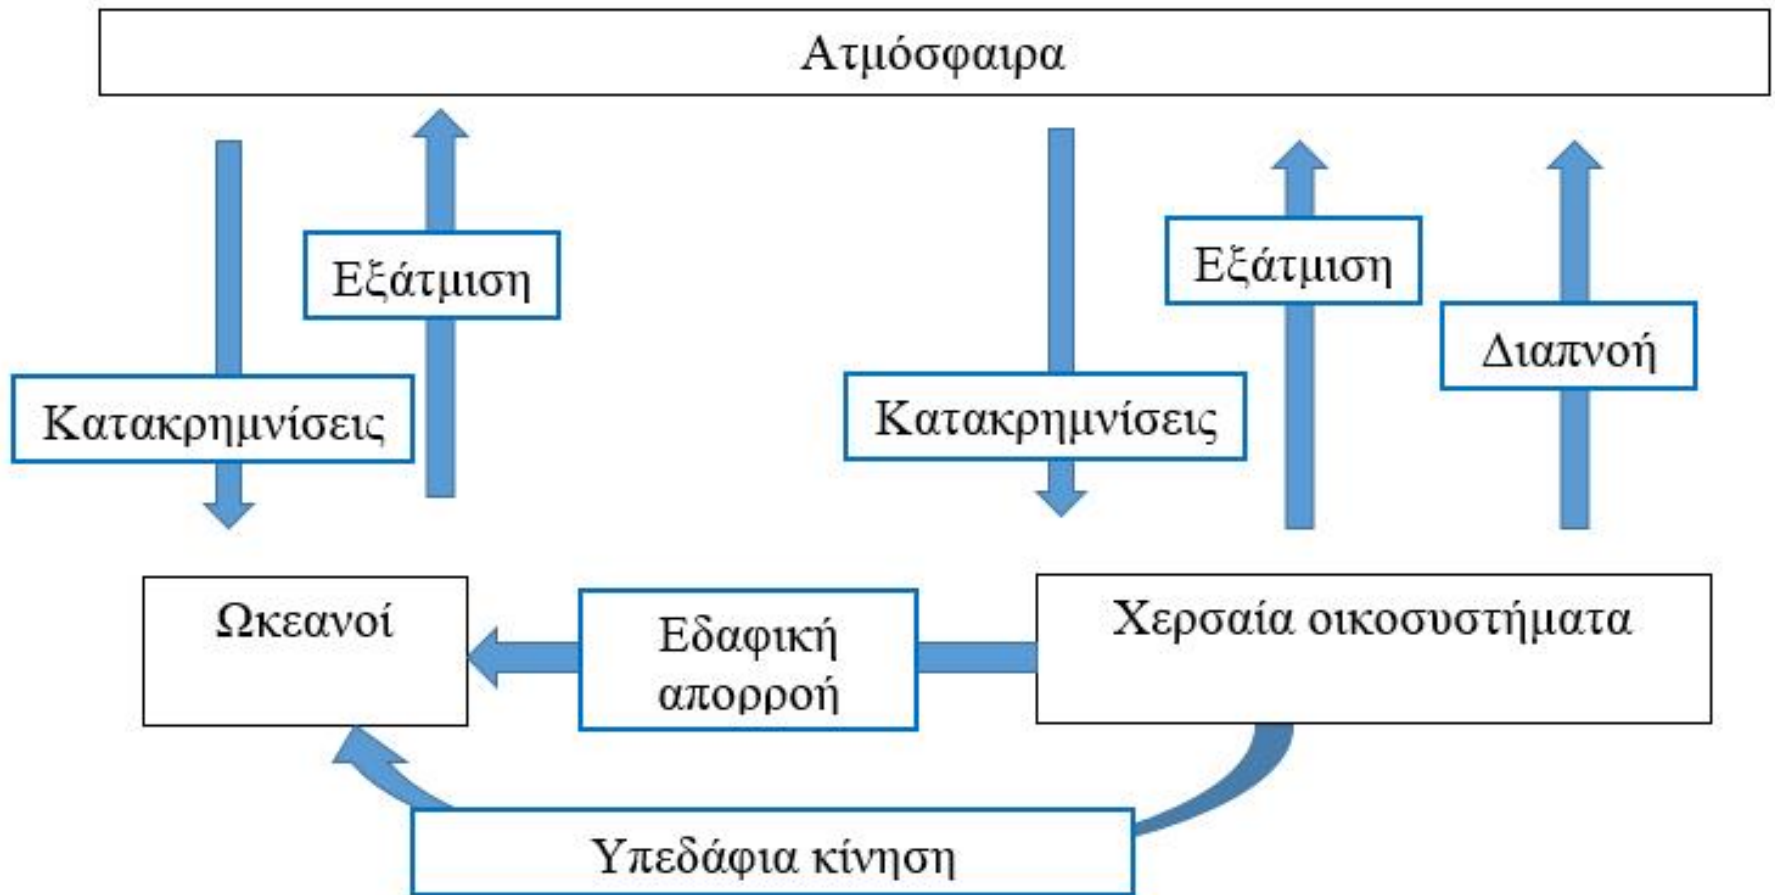 Ατμόσφαιρα
Εξάτμιση
Εξάτμιση
Διαπνοή
Κατακρημνίσεις
Κατακρημνίσεις
Ωκεανοί
Εδαφική
απορροή
Χερσαία οικοσυστήματα
Υπεδάφια κίνηση